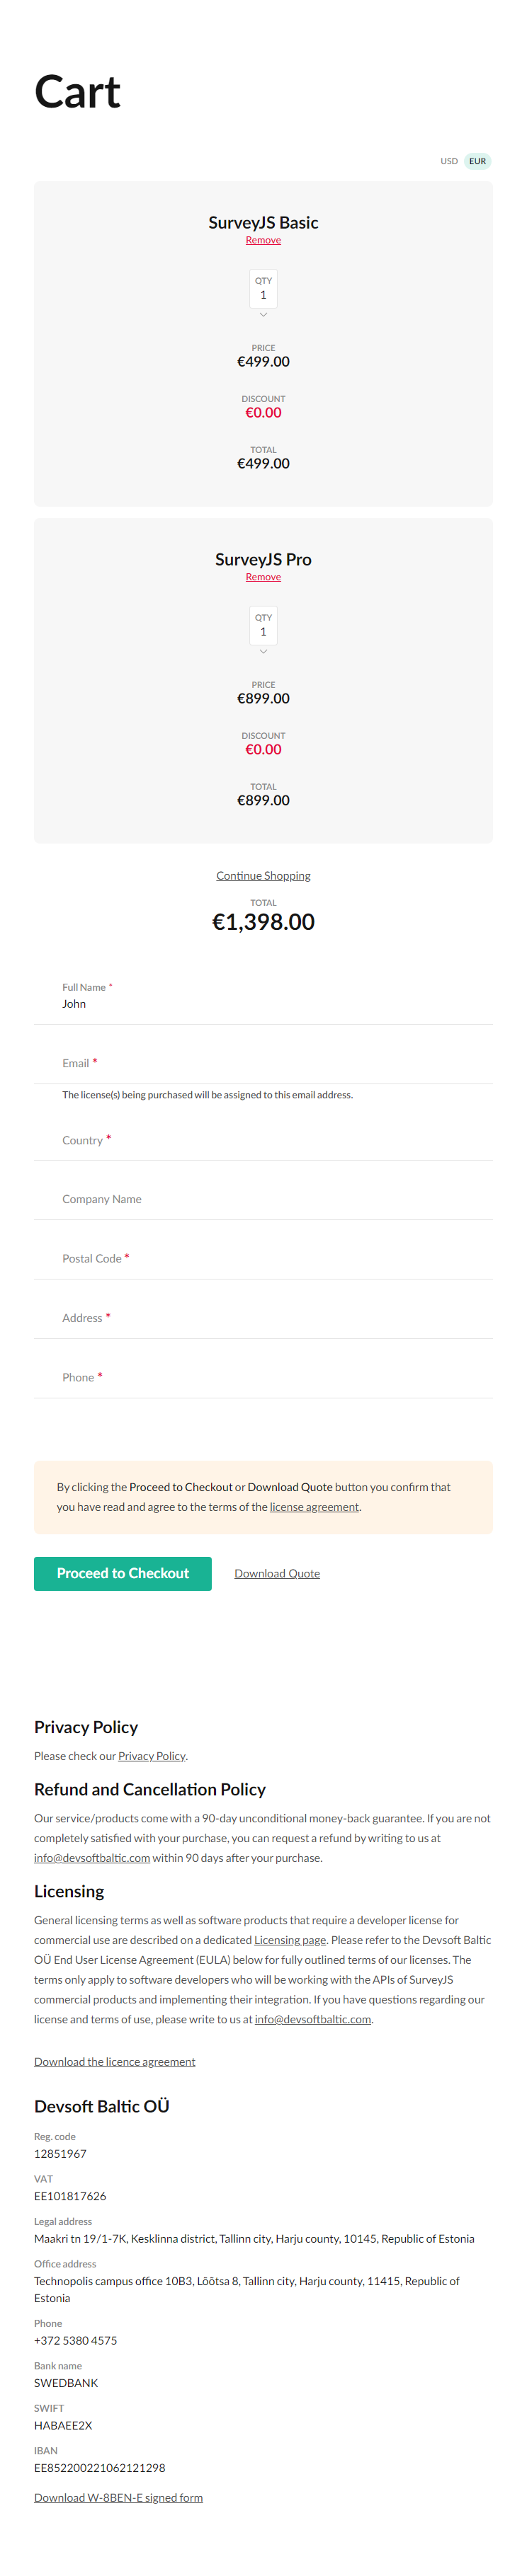 Cart
USD EUR
SurveyJS Basic
Remove
QTY
1
PRICE
€499.00
DISCOUNT
€0.00
TOTAL
€499.00
SurveyJS Pro
Remove
QTY
1
PRICE
€899.00
DISCOUNT
€0.00
TOTAL
€899.00
Continue Shopping
TOTAL
€1,398.00
Full Name *
John
Email *
The license(s) being purchased will be assigned to this email address.
Country *
Company Name
Postal Code *
Address *
Phone *
By clicking the Proceed to Checkout or Download Quote button you confirm that
you have read and agree to the terms of the license agreement.
Proceed to Checkout Download Quote
Privacy Policy
Please check our Privacy Policy.
Refund and Cancellation Policy
Our service/products come with a 90-day unconditional money-back guarantee. If you are not
completely satisfied with your purchase, you can request a refund by writing to us at
info@devsoftbaltic.com within 90 days after your purchase.
Licensing
General licensing terms as well as software products that require a developer license for
commercial use are described on a dedicated Licensing page. Please refer to the Devsoft Baltic
OÜ End User License Agreement (EULA) below for fully outlined terms of our licenses. The
terms only apply to software developers who will be working with the APIs of SurveyJS
commercial products and implementing their integration. If you have questions regarding our
license and terms of use, please write to us at info@devsoftbaltic.com.
Download the licence agreement
Devsoft Baltic OÜ
Reg. code
12851967
VAT
EE101817626
Legal address
Maakri tn 19/1-7K, Kesklinna district, Tallinn city, Harju county, 10145, Republic of Estonia
Office address
Technopolis campus office 10B3, Lõõtsa 8, Tallinn city, Harju county, 11415, Republic of
Estonia
Phone
+372 5380 4575
Bank name
SWEDBANK
SWIFT
HABAEE2X
IBAN
EE852200221062121298
Download W-8BEN-E signed form